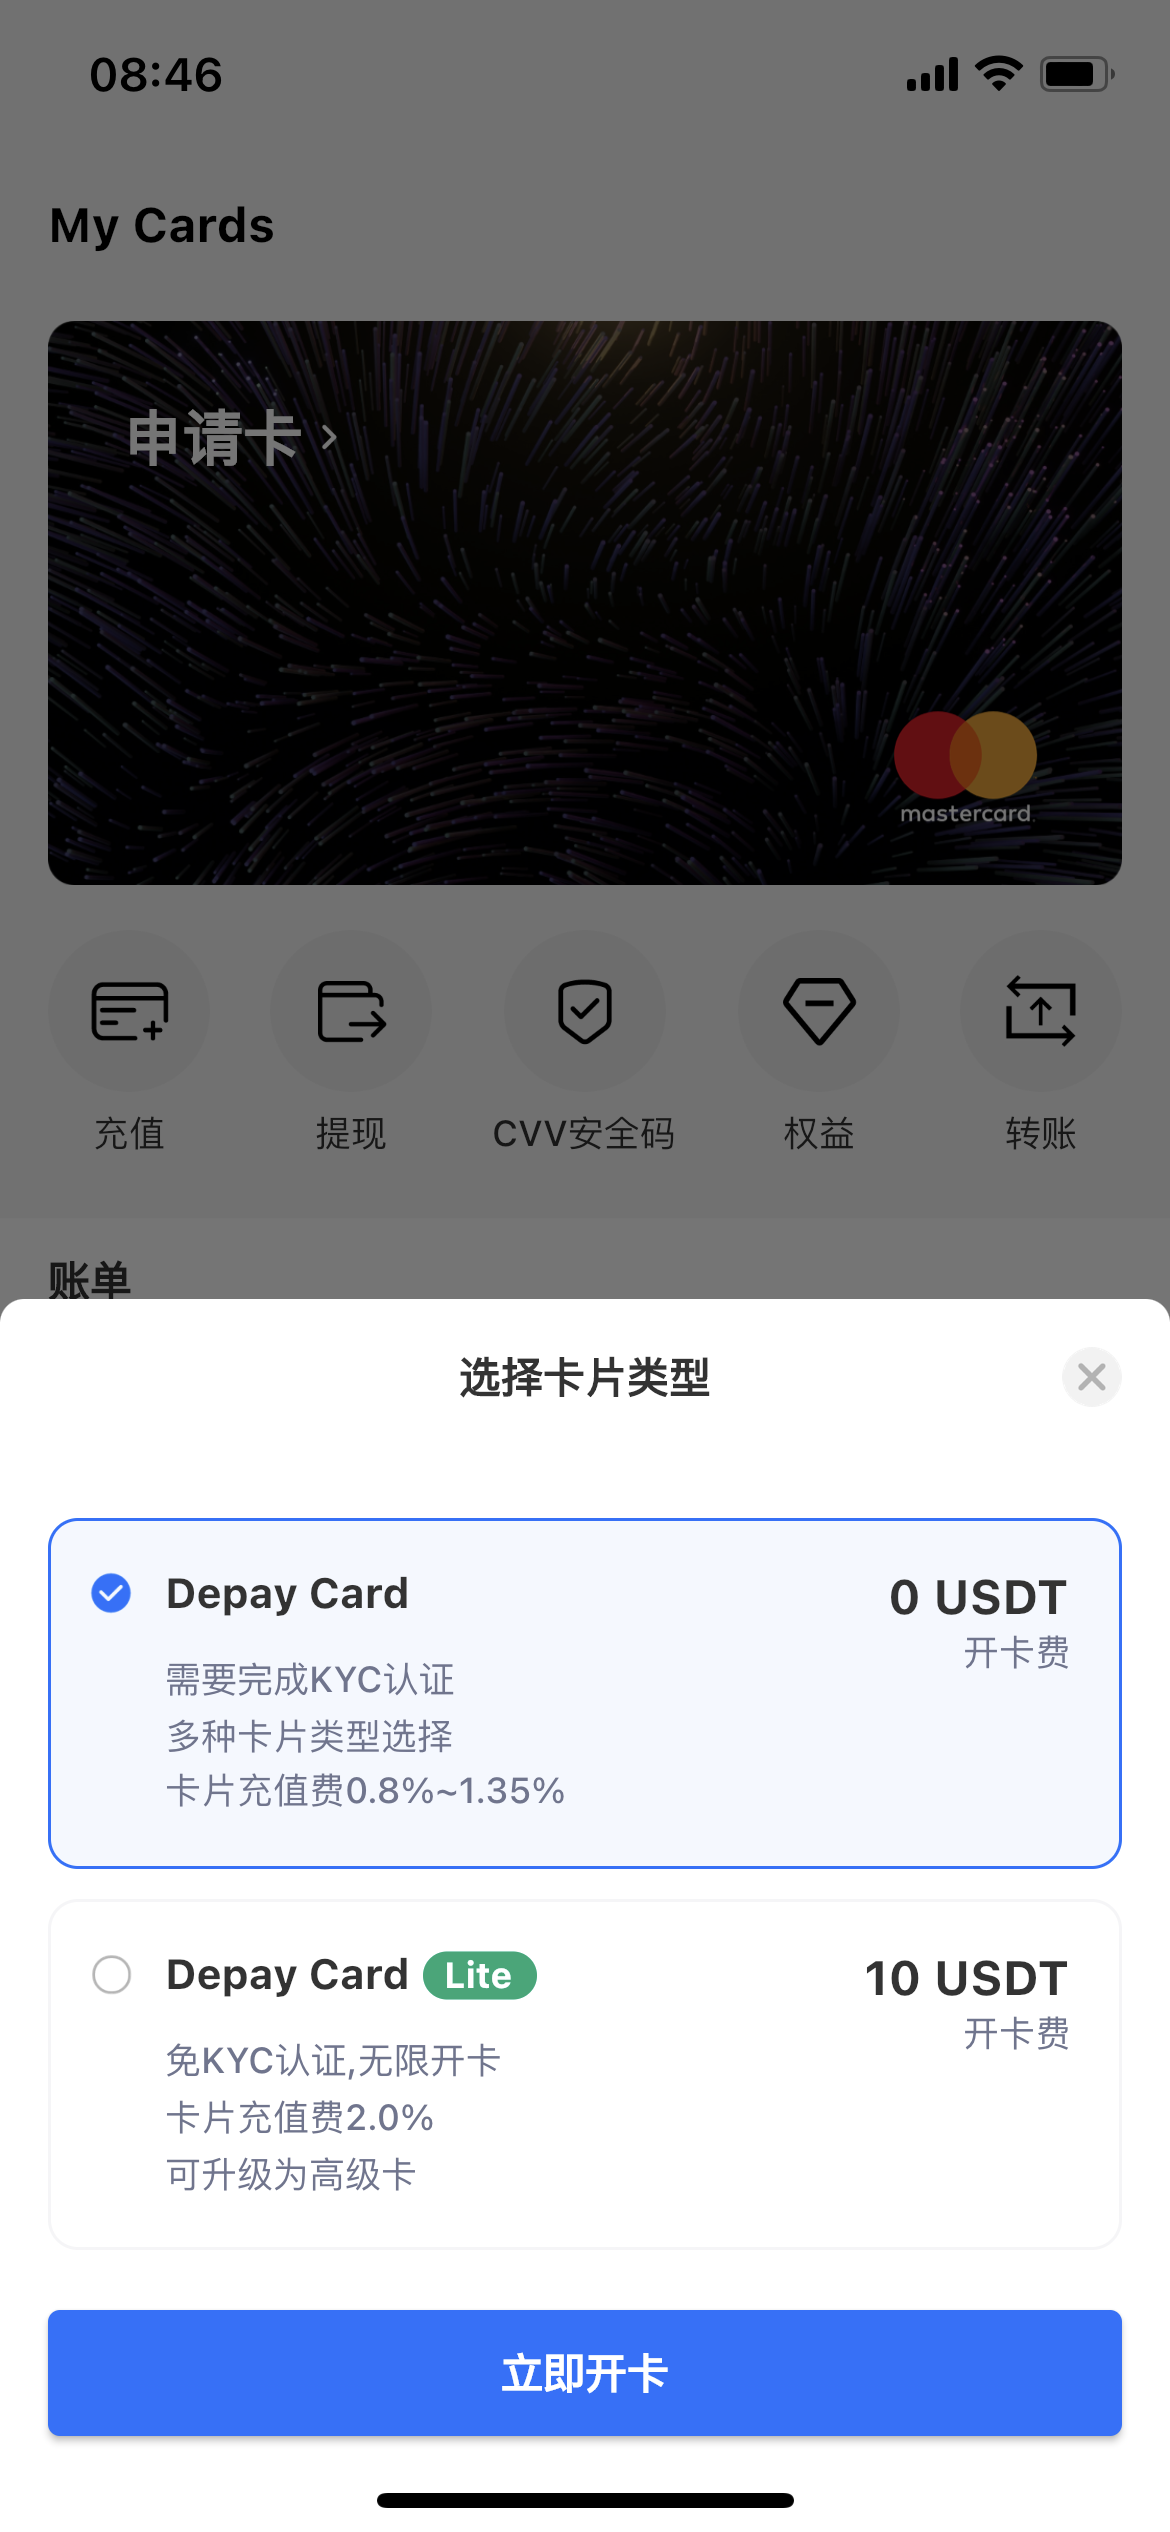 08:46
My Cards
申请卡
mastercard
充值
提现
CVV安全码
权益
转账
账单
选择卡片类型
Depay Card
0 USDT
开卡费
需要完成KYC认证
多种卡片类型选择
卡片充值费0.8%~1.35%
Depay Card Lite
10 USDT
开卡费
免KYC认证,无限开卡
卡片充值费2.0%
可升级为高级卡
立即开卡